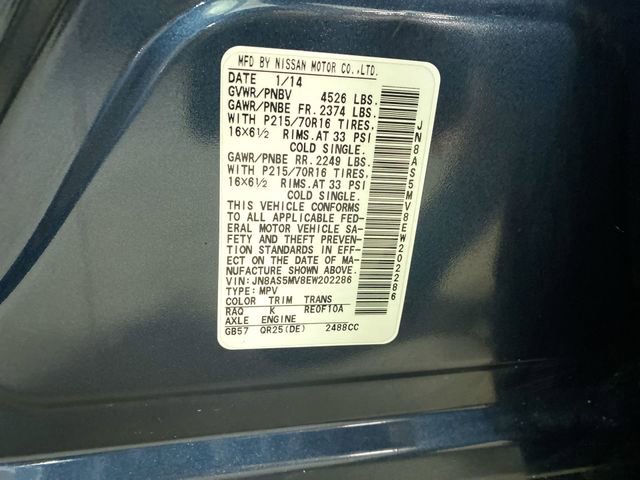 MFD BY NISSAN MOTOR CO.,LTD.
DATE 1/14
GVWR/PNBV 4526 LBS.
GAWR/PNBE FR. 2374 LBS.
WITH P215/70R16 TIRES.
16X6½ RIMS.AT 33 PSI
COLD SINGLE.
GAWR/PNBE RR. 2249 LBS.
WITH P215/70R16 TIRES.
16X6½ RIMS.AT 33 PSI
COLD SINGLE.
THIS VEHICLE CONFORMS
TO ALL APPLICABLE FED-
ERAL MOTOR VEHICLE SA-
FETY AND THEFT PREVEN-
TION STANDARDS IN EFF-
ECT ON THE DATE OF MA-
NUFACTURE SHOWN ABOVE.
VIN: JN8AS5MV8EW202286
TYPE: MPV
COLOR TRIM TRANS
RAQ K RE0F10A
AXLE ENGINE
GB57 QR25(DE) 2488CC
JN8AS5MV8EW202286